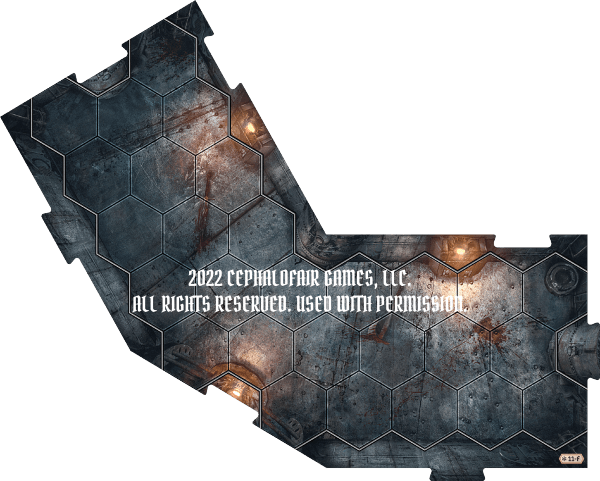 2022 CEPHALOFAIR GAMES, LLC.
ALL RIGHTS RESERVED. USED WITH PERMISSION.
11-F